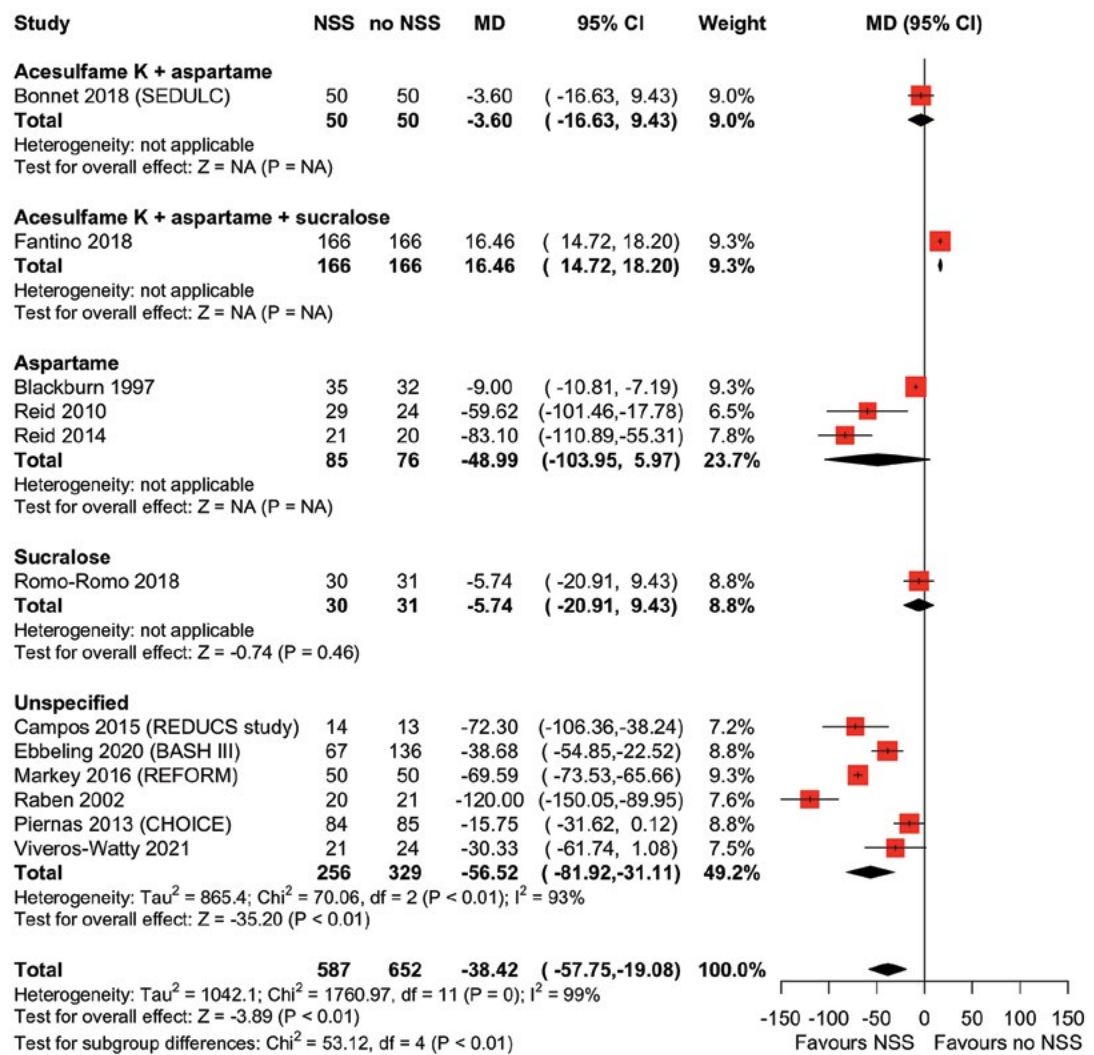 Study NSS no NSS MD 95% CI Weight MD (95% CI)
Acesulfame K + aspartame
Bonnet 2018 (SEDULC) 50 50 -3.60 ( -16.63, 9.43) 9.0%
Total 50 50 -3.60 ( -16.63, 9.43) 9.0%
Heterogeneity: not applicable
Test for overall effect: Z = NA (P = NA)
Acesulfame K + aspartame + sucralose
Fantino 2018 166 166 16.46 ( 14.72, 18.20) 9.3%
Total 166 166 16.46 ( 14.72, 18.20) 9.3%
Heterogeneity: not applicable
Test for overall effect: Z = NA (P = NA)
Aspartame
Blackburn 1997 35 32 -9.00 ( -10.81, -7.19) 9.3%
Reid 2010 29 24 -59.62 (-101.46,-17.78) 6.5%
Reid 2014 21 20 -83.10 (-110.89,-55.31) 7.8%
Total 85 76 -48.99 (-103.95, 5.97) 23.7%
Heterogeneity: not applicable
Test for overall effect: Z = NA (P = NA)
Sucralose
Romo-Romo 2018 30 31 -5.74 ( -20.91, 9.43) 8.8%
Total 30 31 -5.74 ( -20.91, 9.43) 8.8%
Heterogeneity: not applicable
Test for overall effect: Z = -0.74 (P = 0.46)
Unspecified
Campos 2015 (REDUCS study) 14 13 -72.30 (-106.36,-38.24) 7.2%
Ebbeling 2020 (BASH III) 67 136 -38.68 ( -54.85,-22.52) 8.8%
Markey 2016 (REFORM) 50 50 -69.59 ( -73.53,-65.66) 9.3%
Raben 2002 20 21 -120.00 (-150.05,-89.95) 7.6%
Piernas 2013 (CHOICE) 84 85 -15.75 ( -31.62, 0.12) 8.8%
Viveros-Watty 2021 21 24 -30.33 ( -61.74, 1.08) 7.5%
Total 256 329 -56.52 ( -81.92,-31.11) 49.2%
Heterogeneity: Tau² = 865.4; Chi² = 70.06, df = 2 (P < 0.01); I² = 93%
Test for overall effect: Z = -35.20 (P < 0.01)
Total 587 652 -38.42 ( -57.75,-19.08) 100.0%
Heterogeneity: Tau² = 1042.1; Chi² = 1760.97, df = 11 (P = 0); I² = 99%
Test for overall effect: Z = -3.89 (P < 0.01)
Test for subgroup differences: Chi² = 53.12, df = 4 (P < 0.01)
-150 -100 -50 0 50 100 150
Favours NSS Favours no NSS